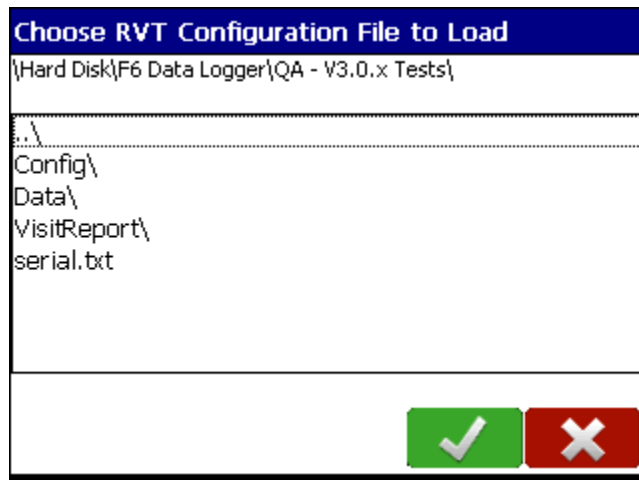 Choose RVT Configuration File to Load
\Hard Disk\F6 Data Logger\QA - V3.0.x Tests\
..\
Config\
Data\
VisitReport\
serial.txt